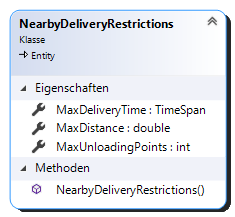 NearbyDeliveryRestrictions
Klasse
Entity
Eigenschaften
MaxDeliveryTime : TimeSpan
MaxDistance : double
MaxUnloadingPoints : int
Methoden
NearbyDeliveryRestrictions()